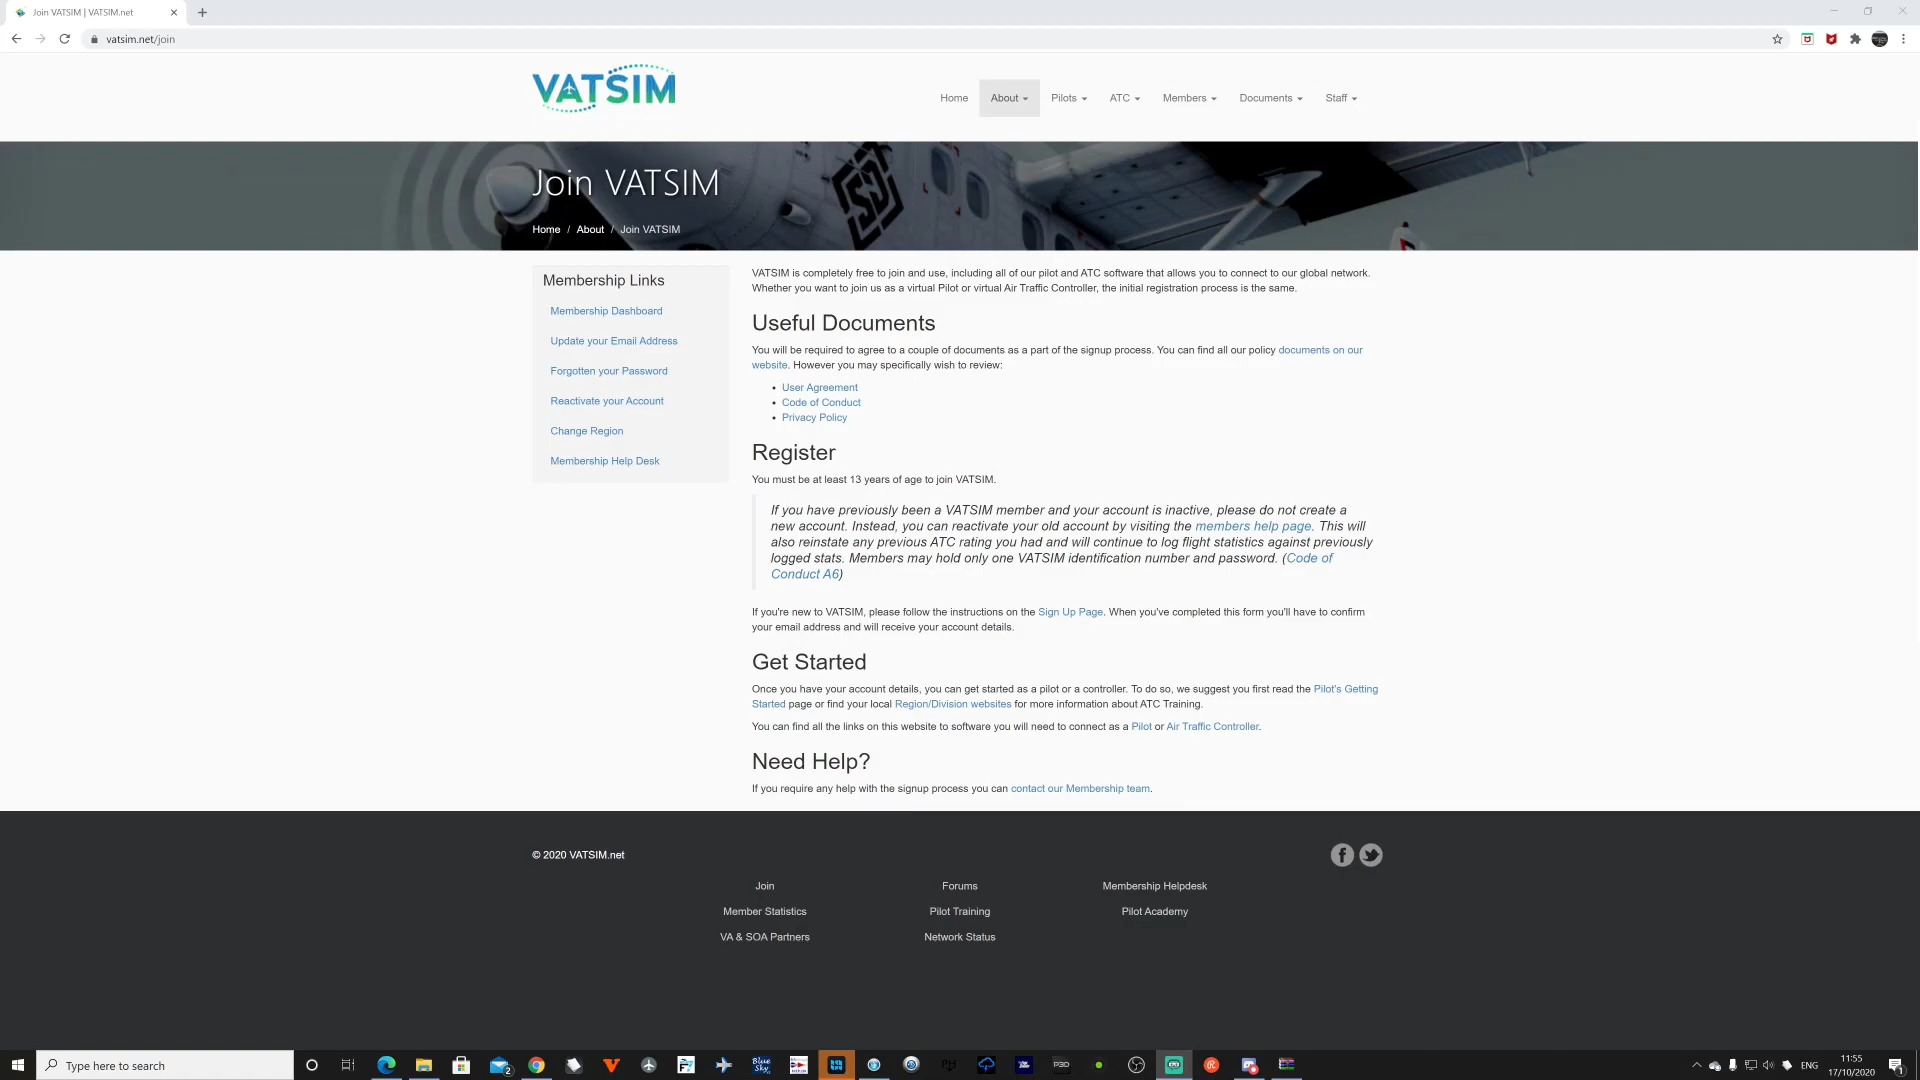 Join VATSIM | VATSIM.net
vatsim.net/join
VATSIM
Home About Pilots ATC Members Documents Staff
Join VATSIM
Home / About / Join VATSIM
Membership Links
Membership Dashboard
Update your Email Address
Forgotten your Password
Reactivate your Account
Change Region
Membership Help Desk
VATSIM is completely free to join and use, including all of our pilot and ATC software that allows you to connect to our global network.
Whether you want to join us as a virtual Pilot or virtual Air Traffic Controller, the initial registration process is the same.
Useful Documents
You will be required to agree to a couple of documents as a part of the signup process. You can find all our policy documents on our
website. However you may specifically wish to review:
• User Agreement
• Code of Conduct
• Privacy Policy
Register
You must be at least 13 years of age to join VATSIM.
If you have previously been a VATSIM member and your account is inactive, please do not create a
new account. Instead, you can reactivate your old account by visiting the members help page. This will
also reinstate any previous ATC rating you had and will continue to log flight statistics against previously
logged stats. Members may hold only one VATSIM identification number and password. (Code of
Conduct A6)
If you're new to VATSIM, please follow the instructions on the Sign Up Page. When you've completed this form you'll have to confirm
your email address and will receive your account details.
Get Started
Once you have your account details, you can get started as a pilot or a controller. To do so, we suggest you first read the Pilot's Getting
Started page or find your local Region/Division websites for more information about ATC Training.
You can find all the links on this website to software you will need to connect as a Pilot or Air Traffic Controller.
Need Help?
If you require any help with the signup process you can contact our Membership team.
© 2020 VATSIM.net
Join Forums Membership Helpdesk
Member Statistics Pilot Training Pilot Academy
VA & SOA Partners Network Status
Type here to search
2
Blue Sky
P3D
ENG
11:55
17/10/2020
1